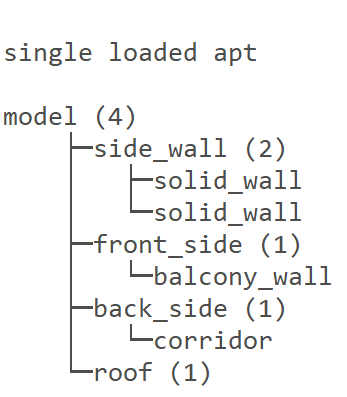 single loaded apt
model (4)
side_wall (2)
solid_wall
solid_wall
front_side (1)
balcony_wall
back_side (1)
corridor
roof (1)